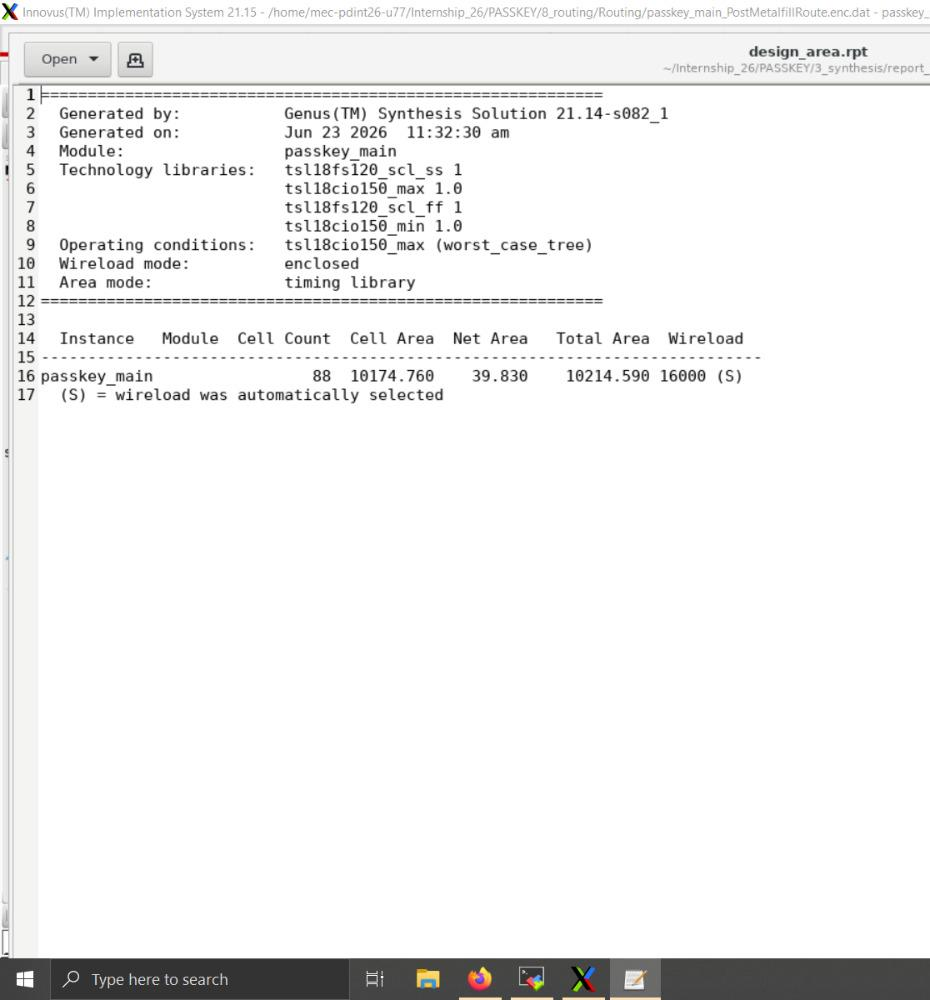 Innovus(TM) Implementation System 21.15 - /home/mec-pdint26-u77/Internship_26/PASSKEY/8_routing/Routing/passkey_main_PostMetalfillRoute.enc.dat - passkey_
Open
design_area.rpt
~/Internship_26/PASSKEY/3_synthesis/report_
1 ============================================================
2 Generated by: Genus(TM) Synthesis Solution 21.14-s082_1
3 Generated on: Jun 23 2026 11:32:30 am
4 Module: passkey_main
5 Technology libraries: tsl18fs120_scl_ss 1
6 tsl18cio150_max 1.0
7 tsl18fs120_scl_ff 1
8 tsl18cio150_min 1.0
9 Operating conditions: tsl18cio150_max (worst_case_tree)
10 Wireload mode: enclosed
11 Area mode: timing library
12 ============================================================
13
14 Instance Module Cell Count Cell Area Net Area Total Area Wireload
15 -----------------------------------------------------------------------------
16 passkey_main 88 10174.760 39.830 10214.590 16000 (S)
17 (S) = wireload was automatically selected
Type here to search